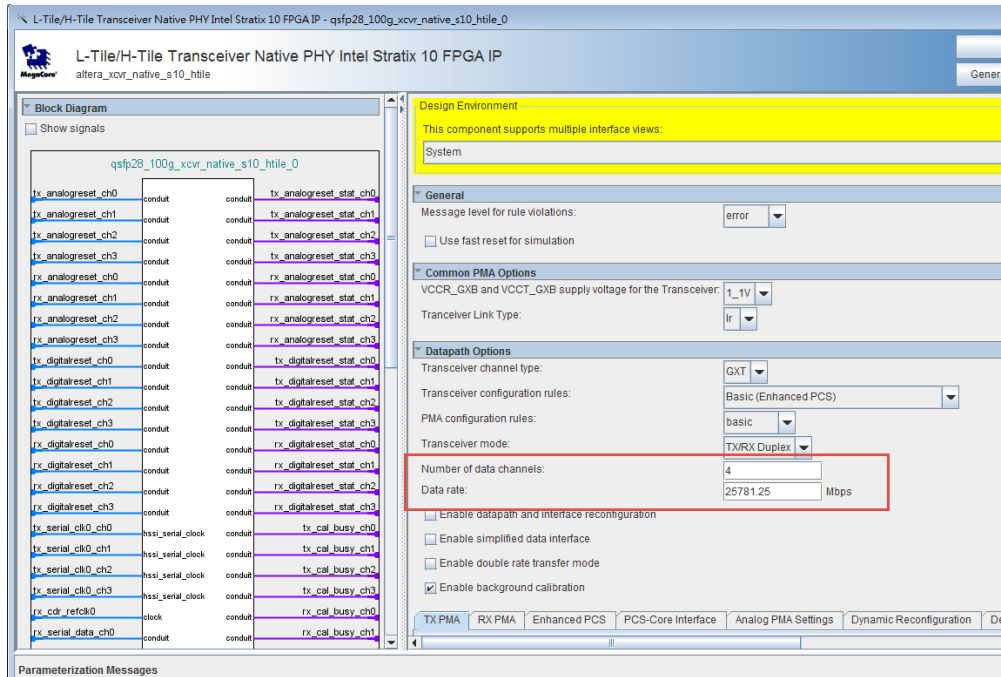 L-Tile/H-Tile Transceiver Native PHY Intel Stratix 10 FPGA IP - qsfp28_100g_xcvr_native_s10_htile_0
L-Tile/H-Tile Transceiver Native PHY Intel Stratix 10 FPGA IP
MegaCore
altera_xcvr_native_s10_htile
Gener
Block Diagram
Show signals
qsfp28_100g_xcvr_native_s10_htile_0
tx_analogreset_ch0 conduit conduit tx_analogreset_stat_ch0
tx_analogreset_ch1 conduit conduit tx_analogreset_stat_ch1
tx_analogreset_ch2 conduit conduit tx_analogreset_stat_ch2
tx_analogreset_ch3 conduit conduit tx_analogreset_stat_ch3
rx_analogreset_ch0 conduit conduit rx_analogreset_stat_ch0
rx_analogreset_ch1 conduit conduit rx_analogreset_stat_ch1
rx_analogreset_ch2 conduit conduit rx_analogreset_stat_ch2
rx_analogreset_ch3 conduit conduit rx_analogreset_stat_ch3
tx_digitalreset_ch0 conduit conduit tx_digitalreset_stat_ch0
tx_digitalreset_ch1 conduit conduit tx_digitalreset_stat_ch1
tx_digitalreset_ch2 conduit conduit tx_digitalreset_stat_ch2
tx_digitalreset_ch3 conduit conduit tx_digitalreset_stat_ch3
rx_digitalreset_ch0 conduit conduit rx_digitalreset_stat_ch0
rx_digitalreset_ch1 conduit conduit rx_digitalreset_stat_ch1
rx_digitalreset_ch2 conduit conduit rx_digitalreset_stat_ch2
rx_digitalreset_ch3 conduit conduit rx_digitalreset_stat_ch3
tx_serial_clk0_ch0 hssi_serial_clock conduit tx_cal_busy_ch0
tx_serial_clk0_ch1 hssi_serial_clock conduit tx_cal_busy_ch1
tx_serial_clk0_ch2 hssi_serial_clock conduit tx_cal_busy_ch2
tx_serial_clk0_ch3 hssi_serial_clock conduit tx_cal_busy_ch3
rx_cdr_refclk0 clock conduit rx_cal_busy_ch0
rx_serial_data_ch0 conduit conduit rx_cal_busy_ch1
Design Environment
This component supports multiple interface views:
System
General
Message level for rule violations: error
Use fast reset for simulation
Common PMA Options
VCCR_GXB and VCCT_GXB supply voltage for the Transceiver: 1_1V
Tranceiver Link Type: lr
Datapath Options
Transceiver channel type: GXT
Transceiver configuration rules: Basic (Enhanced PCS)
PMA configuration rules: basic
Transceiver mode: TX/RX Duplex
Number of data channels: 4
Data rate: 25781.25 Mbps
Enable datapath and interface reconfiguration
Enable simplified data interface
Enable double rate transfer mode
Enable background calibration
TX PMA RX PMA Enhanced PCS PCS-Core Interface Analog PMA Settings Dynamic Reconfiguration De
Parameterization Messages